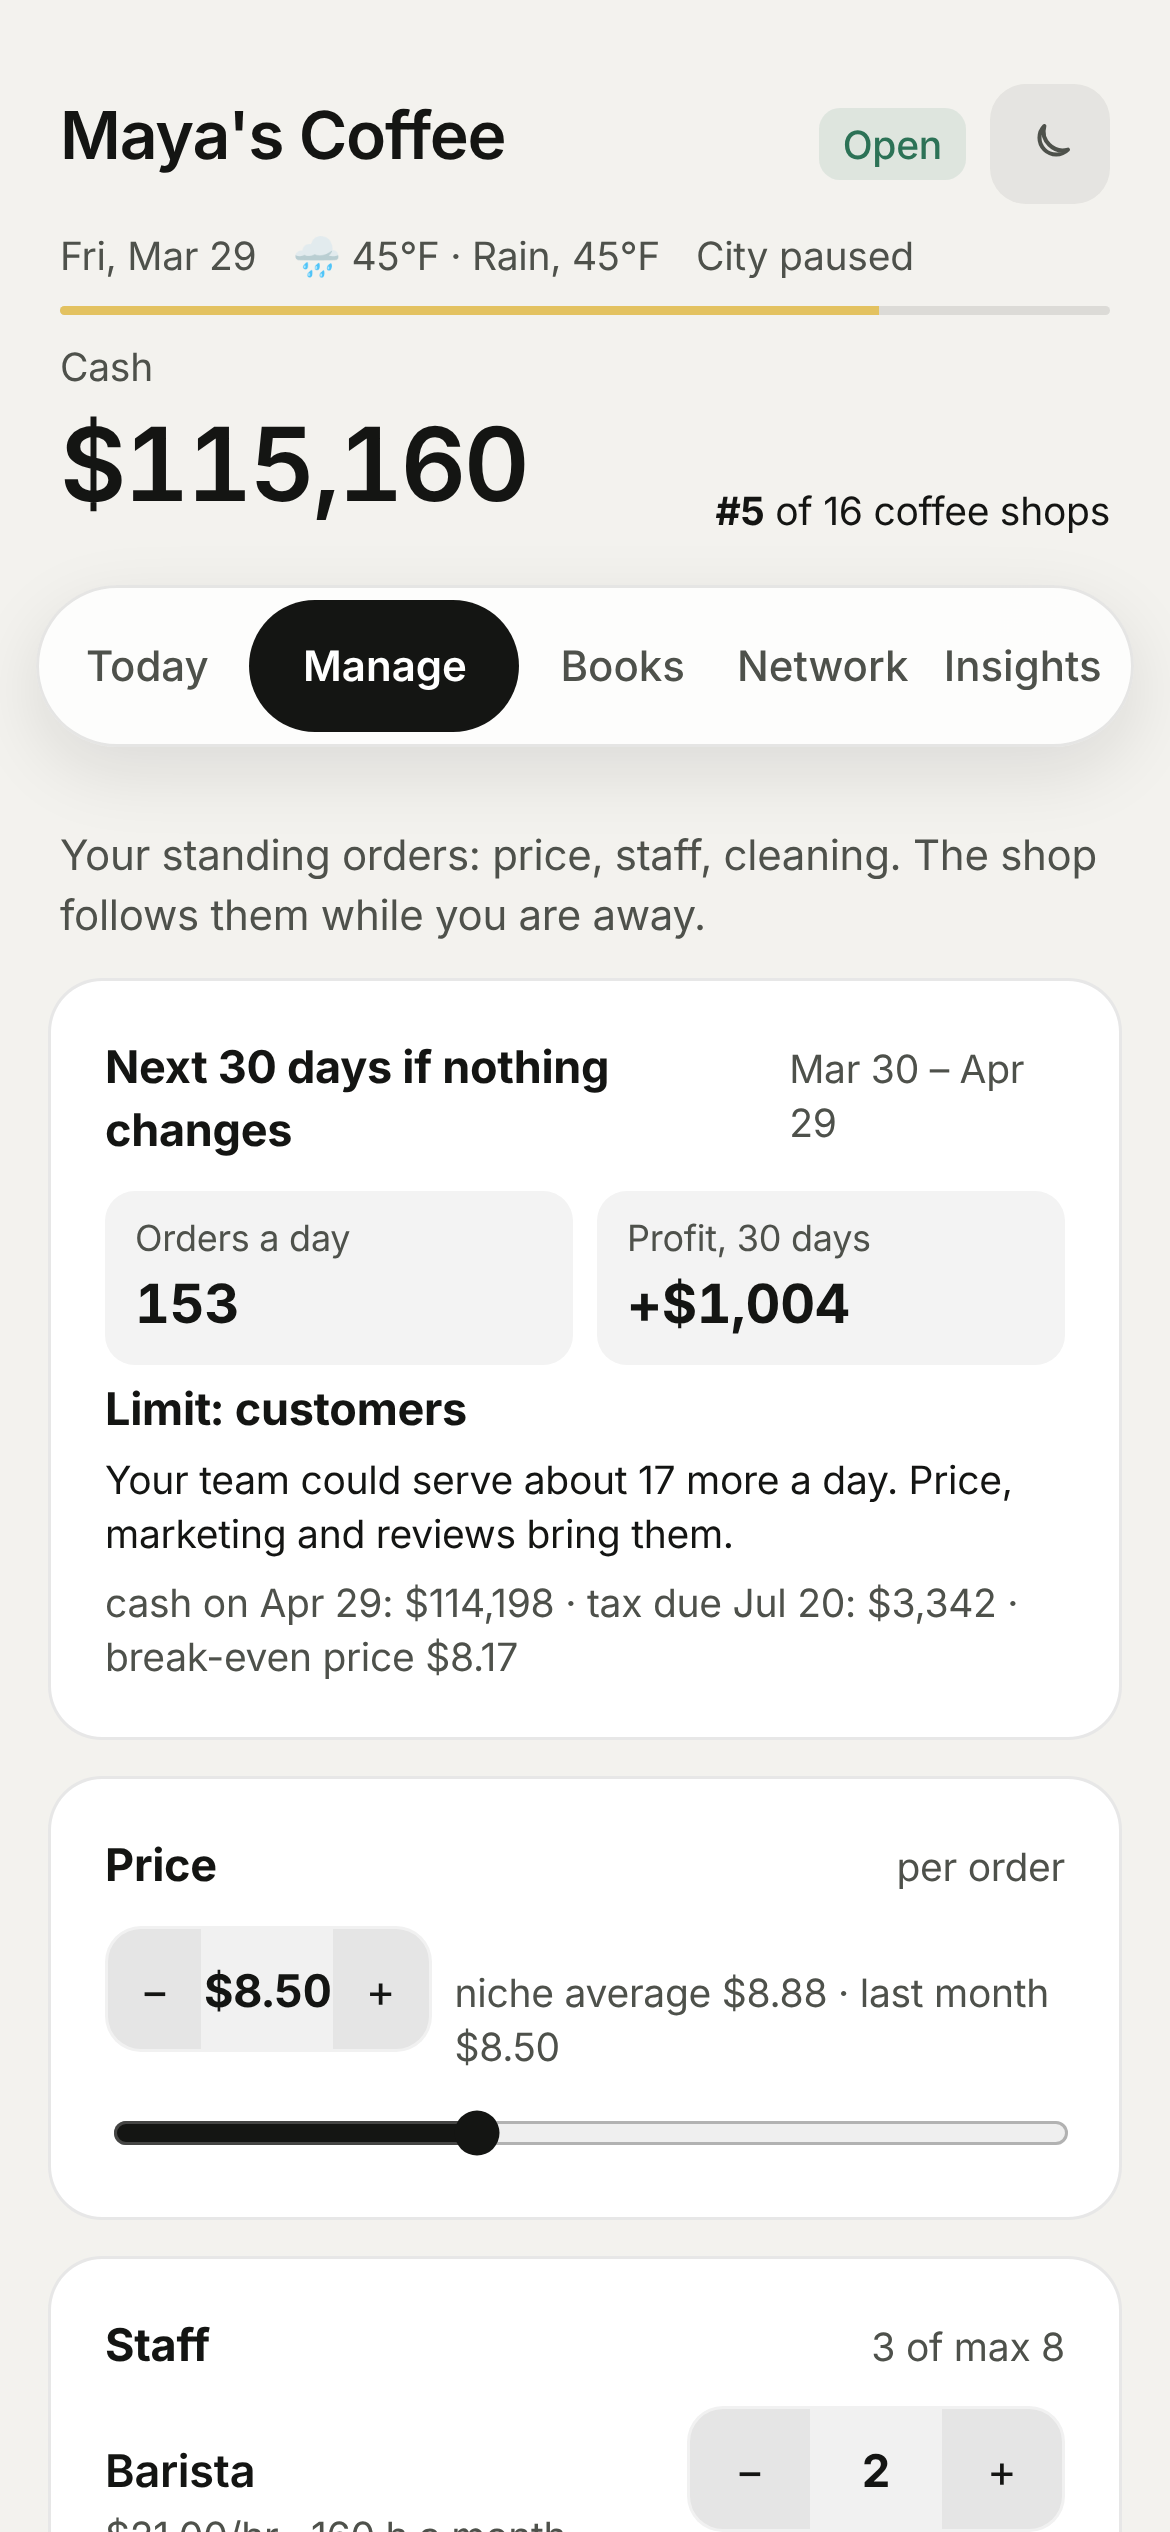 Maya's Coffee
Open
Fri, Mar 29 45°F · Rain, 45°F City paused
Cash
$115,160
#5 of 16 coffee shops
Today Manage Books Network Insights
Your standing orders: price, staff, cleaning. The shop
follows them while you are away.
Next 30 days if nothing
changes
Mar 30 – Apr
29
Orders a day
153
Profit, 30 days
+$1,004
Limit: customers
Your team could serve about 17 more a day. Price,
marketing and reviews bring them.
cash on Apr 29: $114,198 · tax due Jul 20: $3,342 ·
break-even price $8.17
Price
per order
− $8.50 +
niche average $8.88 · last month
$8.50
Staff
3 of max 8
Barista
− 2 +
$21.00/hr · 160 h a month